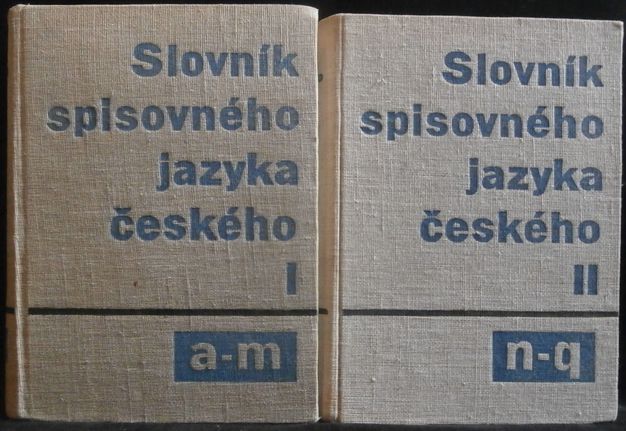 Slovník
spisovného
jazyka
českého
I
a-m
Slovník
spisovného
jazyka
českého
II
n-q